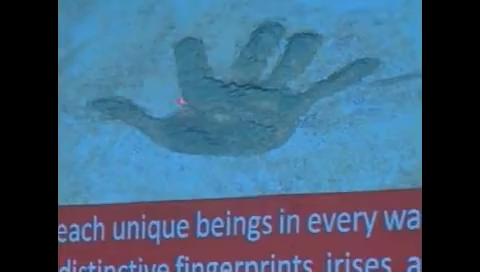 each unique beings in every wa
distinctive fingerprints, irises, a